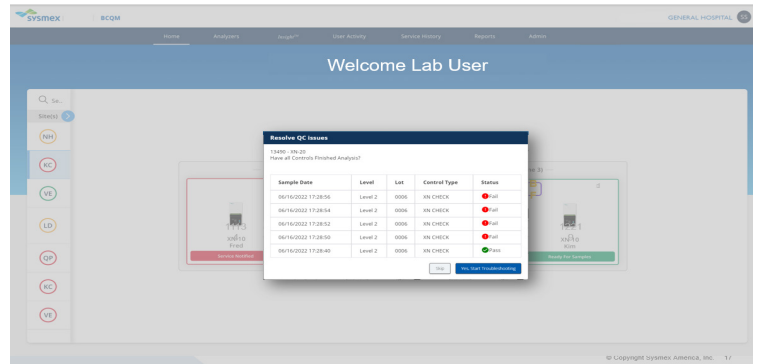 sysmex BCQM GENERAL HOSPITAL SS
Home Analyzers Insight User Activity Service History Reports Admin
Welcome Lab User
Se..
Site(s)
NH
KC
VE
LD
QP
KC
VE
Resolve QC issues
13490 - XN-20
Have all Controls Finished Analysis?
Sample Date Level Lot Control Type Status
06/16/2022 17:28:56 Level 2 0006 XN CHECK Fail
06/16/2022 17:28:54 Level 2 0006 XN CHECK Fail
06/16/2022 17:28:52 Level 2 0006 XN CHECK Fail
06/16/2022 17:28:50 Level 2 0006 XN CHECK Fail
06/16/2022 17:28:40 Level 2 0006 XN CHECK Pass
Skip Yes, Start Troubleshooting
XN-10 XN-10
Fred Kim
Service Notified Ready For Samples
© Copyright Sysmex America, Inc. 17